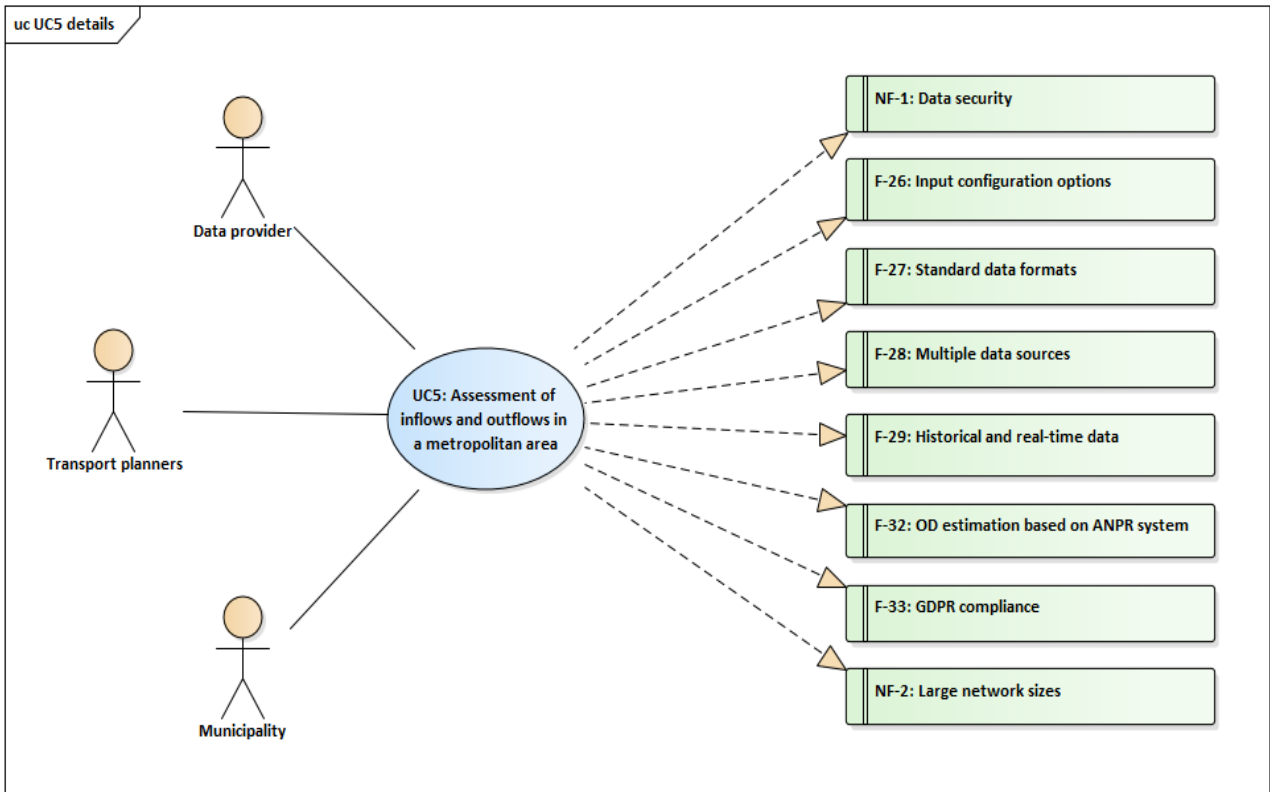 uc UC5 details
Data provider
Transport planners
Municipality
UC5: Assessment of
inflows and outflows in
a metropolitan area
NF-1: Data security
F-26: Input configuration options
F-27: Standard data formats
F-28: Multiple data sources
F-29: Historical and real-time data
F-32: OD estimation based on ANPR system
F-33: GDPR compliance
NF-2: Large network sizes